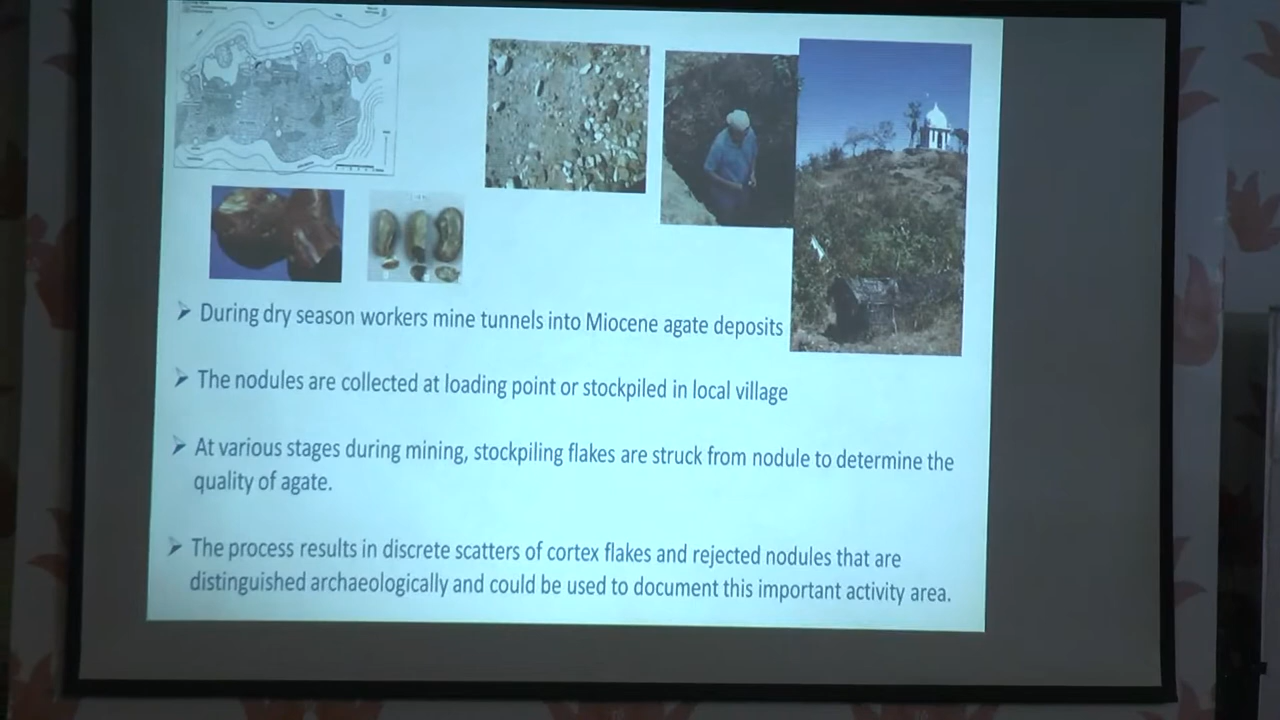 During dry season workers mine tunnels into Miocene agate deposits
The nodules are collected at loading point or stockpiled in local village
At various stages during mining, stockpiling flakes are struck from nodule to determine the
quality of agate.
The process results in discrete scatters of cortex flakes and rejected nodules that are
distinguished archaeologically and could be used to document this important activity area.